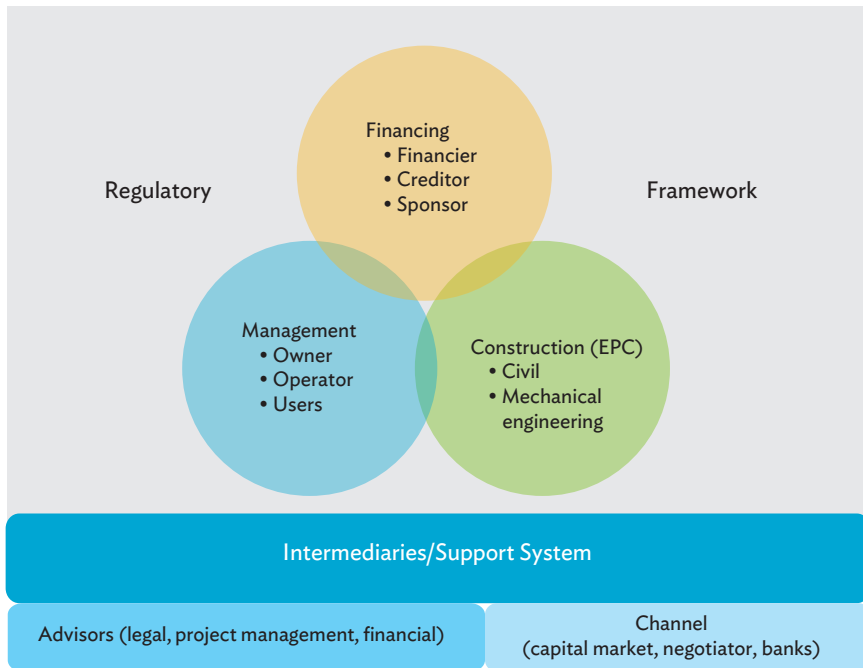 Financing
• Financier
• Creditor
• Sponsor
Regulatory
Framework
Management
• Owner
• Operator
• Users
Construction (EPC)
• Civil
• Mechanical
engineering
Intermediaries/Support System
Advisors (legal, project management, financial)
Channel
(capital market, negotiator, banks)